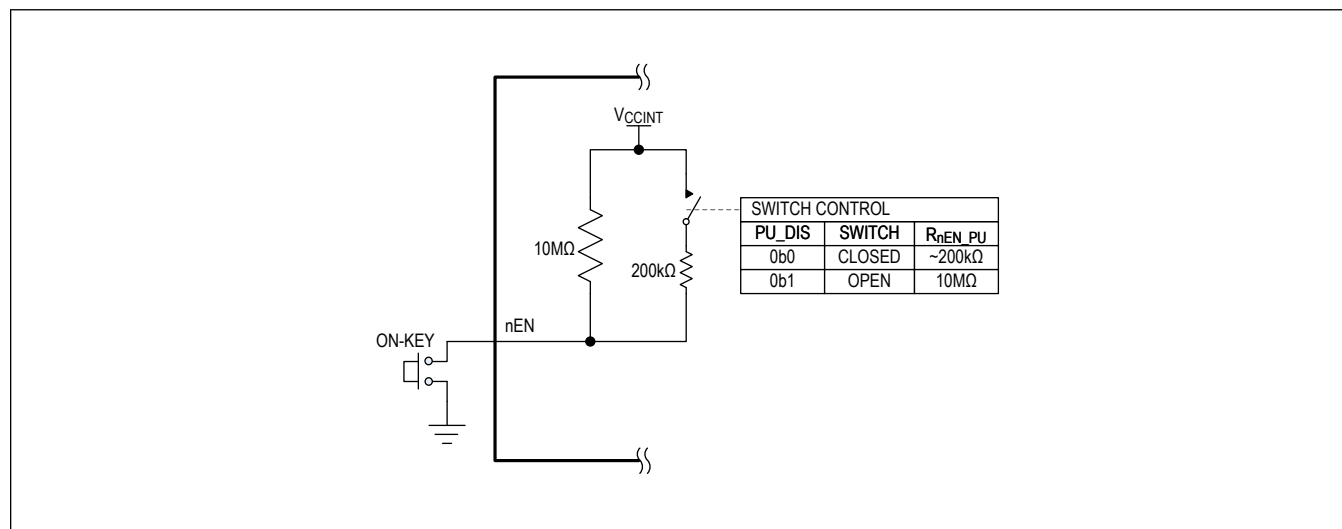 VCCINT
SWITCH CONTROL
PU_DIS SWITCH RnEN_PU
0b0 CLOSED ~200kΩ
0b1 OPEN 10MΩ
10MΩ
200kΩ
nEN
ON-KEY